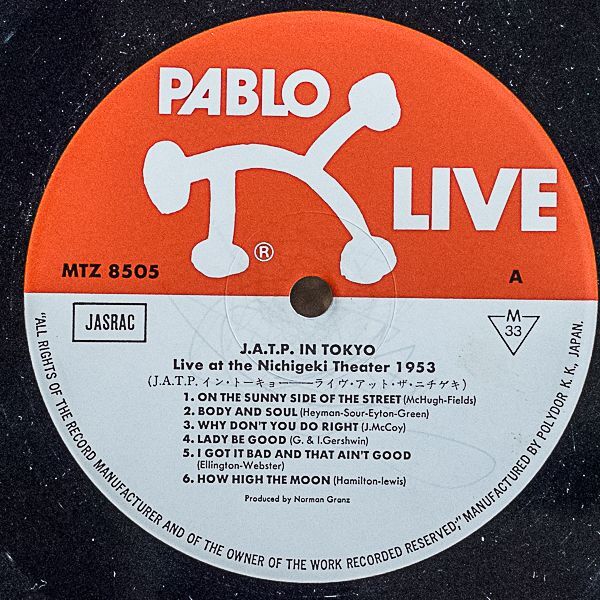 PABLO
LIVE
®
MTZ 8505
A
JASRAC
M
33
J.A.T.P. IN TOKYO
Live at the Nichigeki Theater 1953
(J.A.T.P. イン・トーキョー——ライヴ・アット・ザ・ニチゲキ)
1. ON THE SUNNY SIDE OF THE STREET (McHugh-Fields)
2. BODY AND SOUL (Heyman-Sour-Eyton-Green)
3. WHY DON'T YOU DO RIGHT (J.McCoy)
4. LADY BE GOOD (G. & I.Gershwin)
5. I GOT IT BAD AND THAT AIN'T GOOD
(Ellington-Webster)
6. HOW HIGH THE MOON (Hamilton-lewis)
Produced by Norman Granz
"ALL RIGHTS OF THE RECORD MANUFACTURER AND OF THE OWNER OF THE WORK RECORDED RESERVED," MANUFACTURED BY POLYDOR K. K., JAPAN.